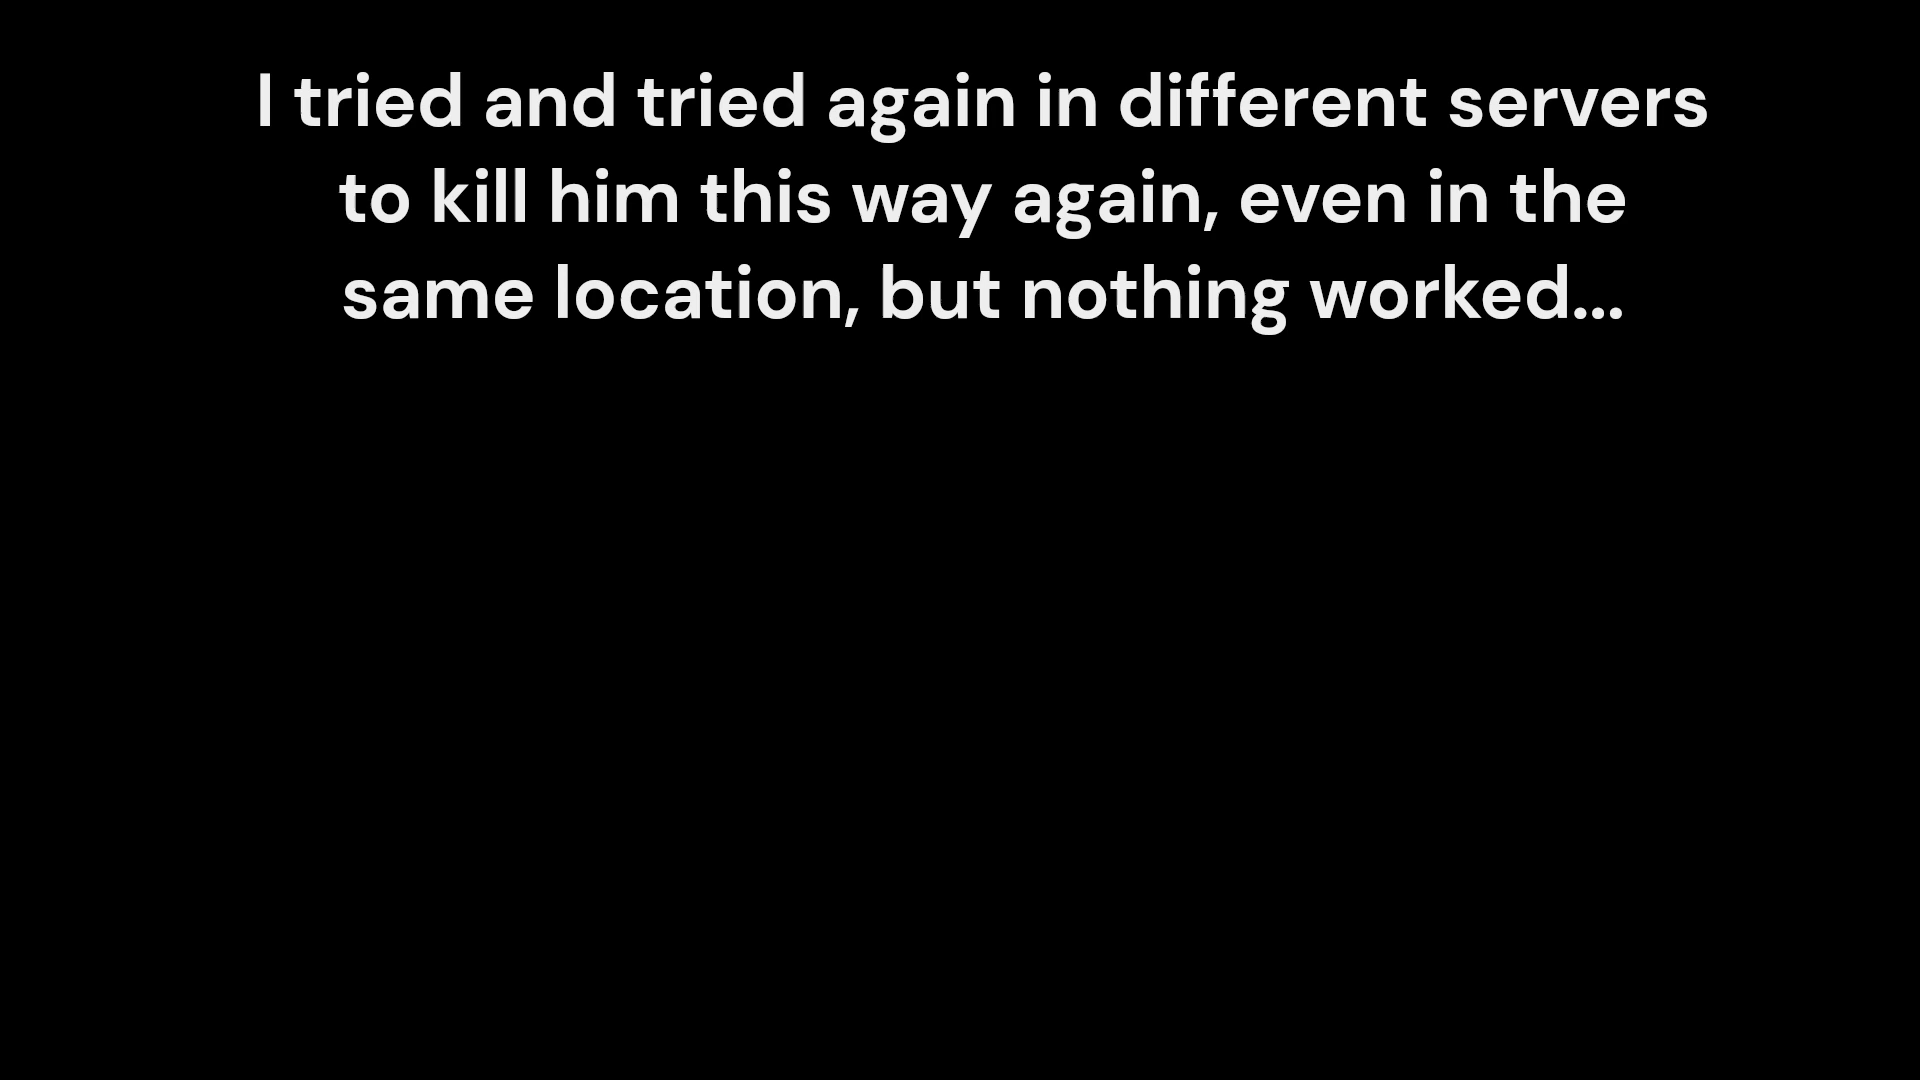 I tried and tried again in different servers
to kill him this way again, even in the
same location, but nothing worked...